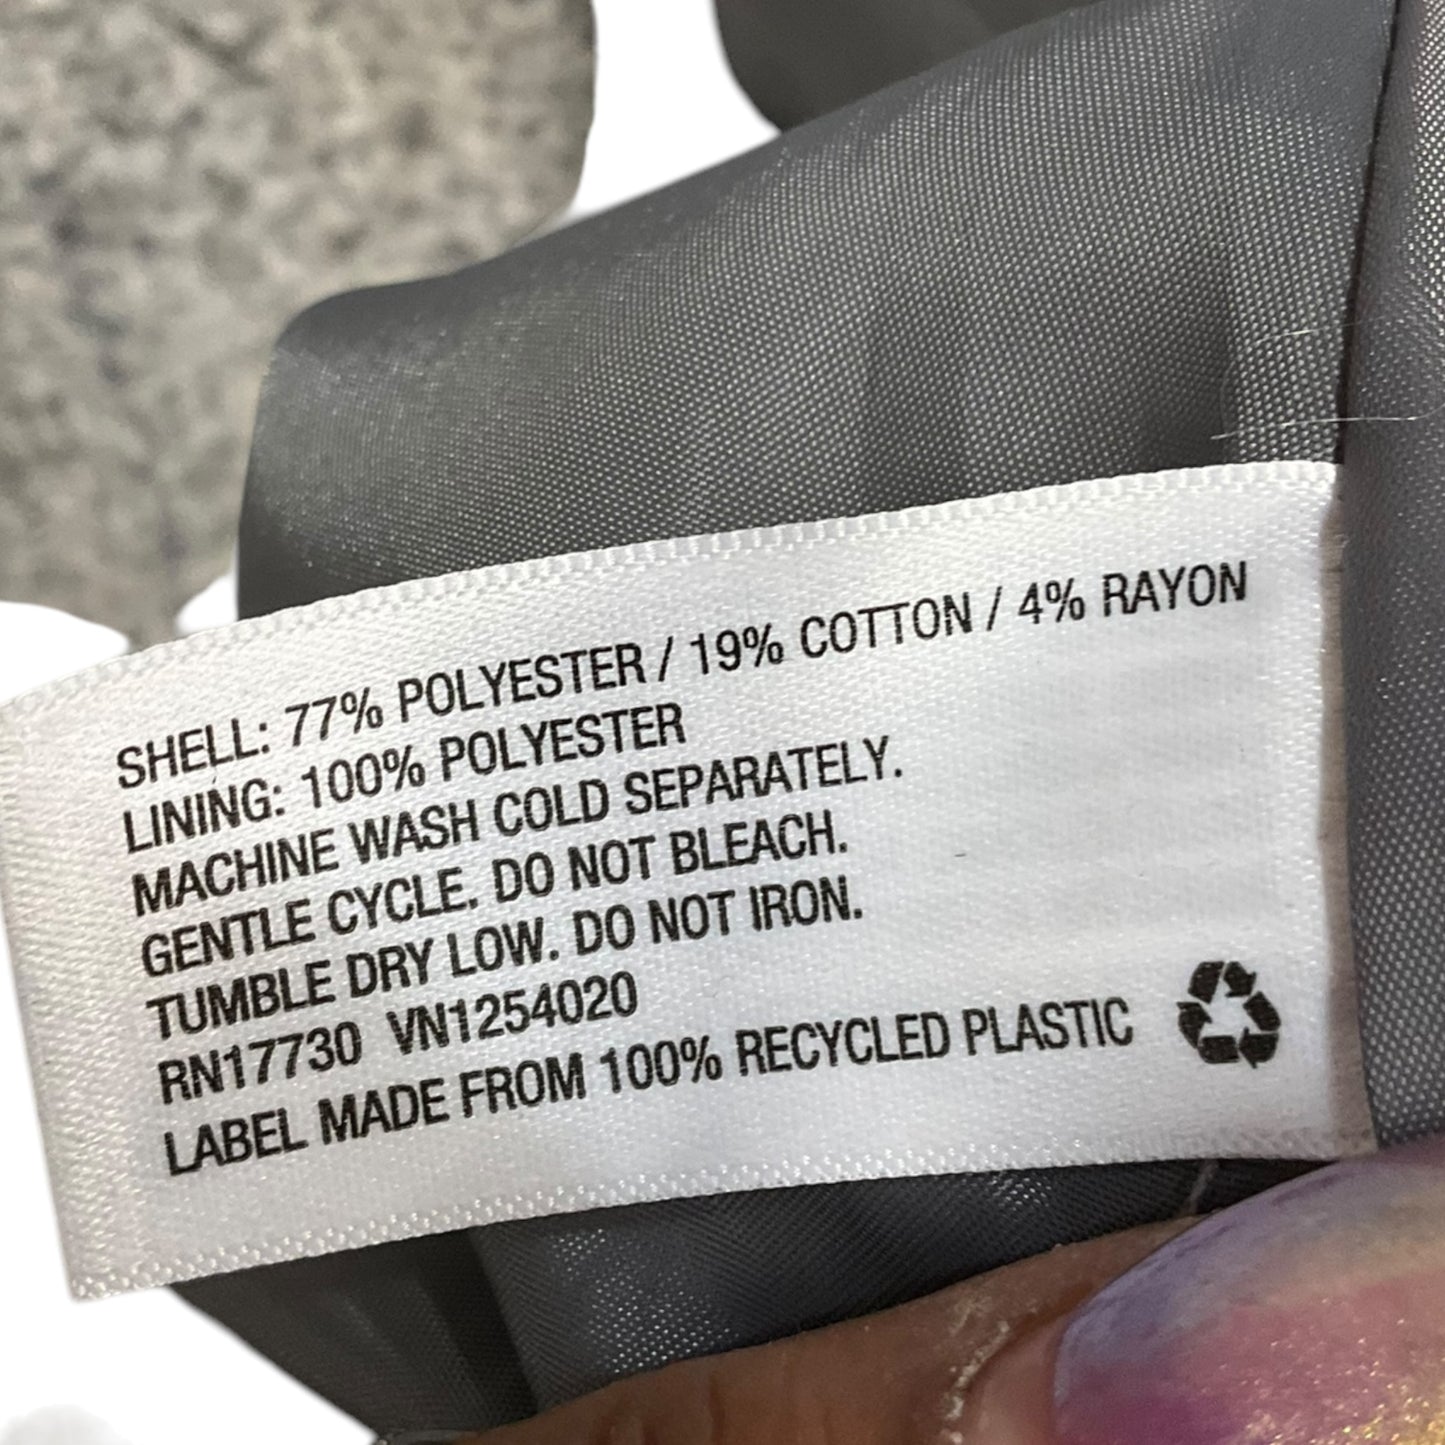 SHELL: 77% POLYESTER / 19% COTTON / 4% RAYON
LINING: 100% POLYESTER
MACHINE WASH COLD SEPARATELY.
GENTLE CYCLE. DO NOT BLEACH.
TUMBLE DRY LOW. DO NOT IRON.
RN17730 VN1254020
LABEL MADE FROM 100% RECYCLED PLASTIC